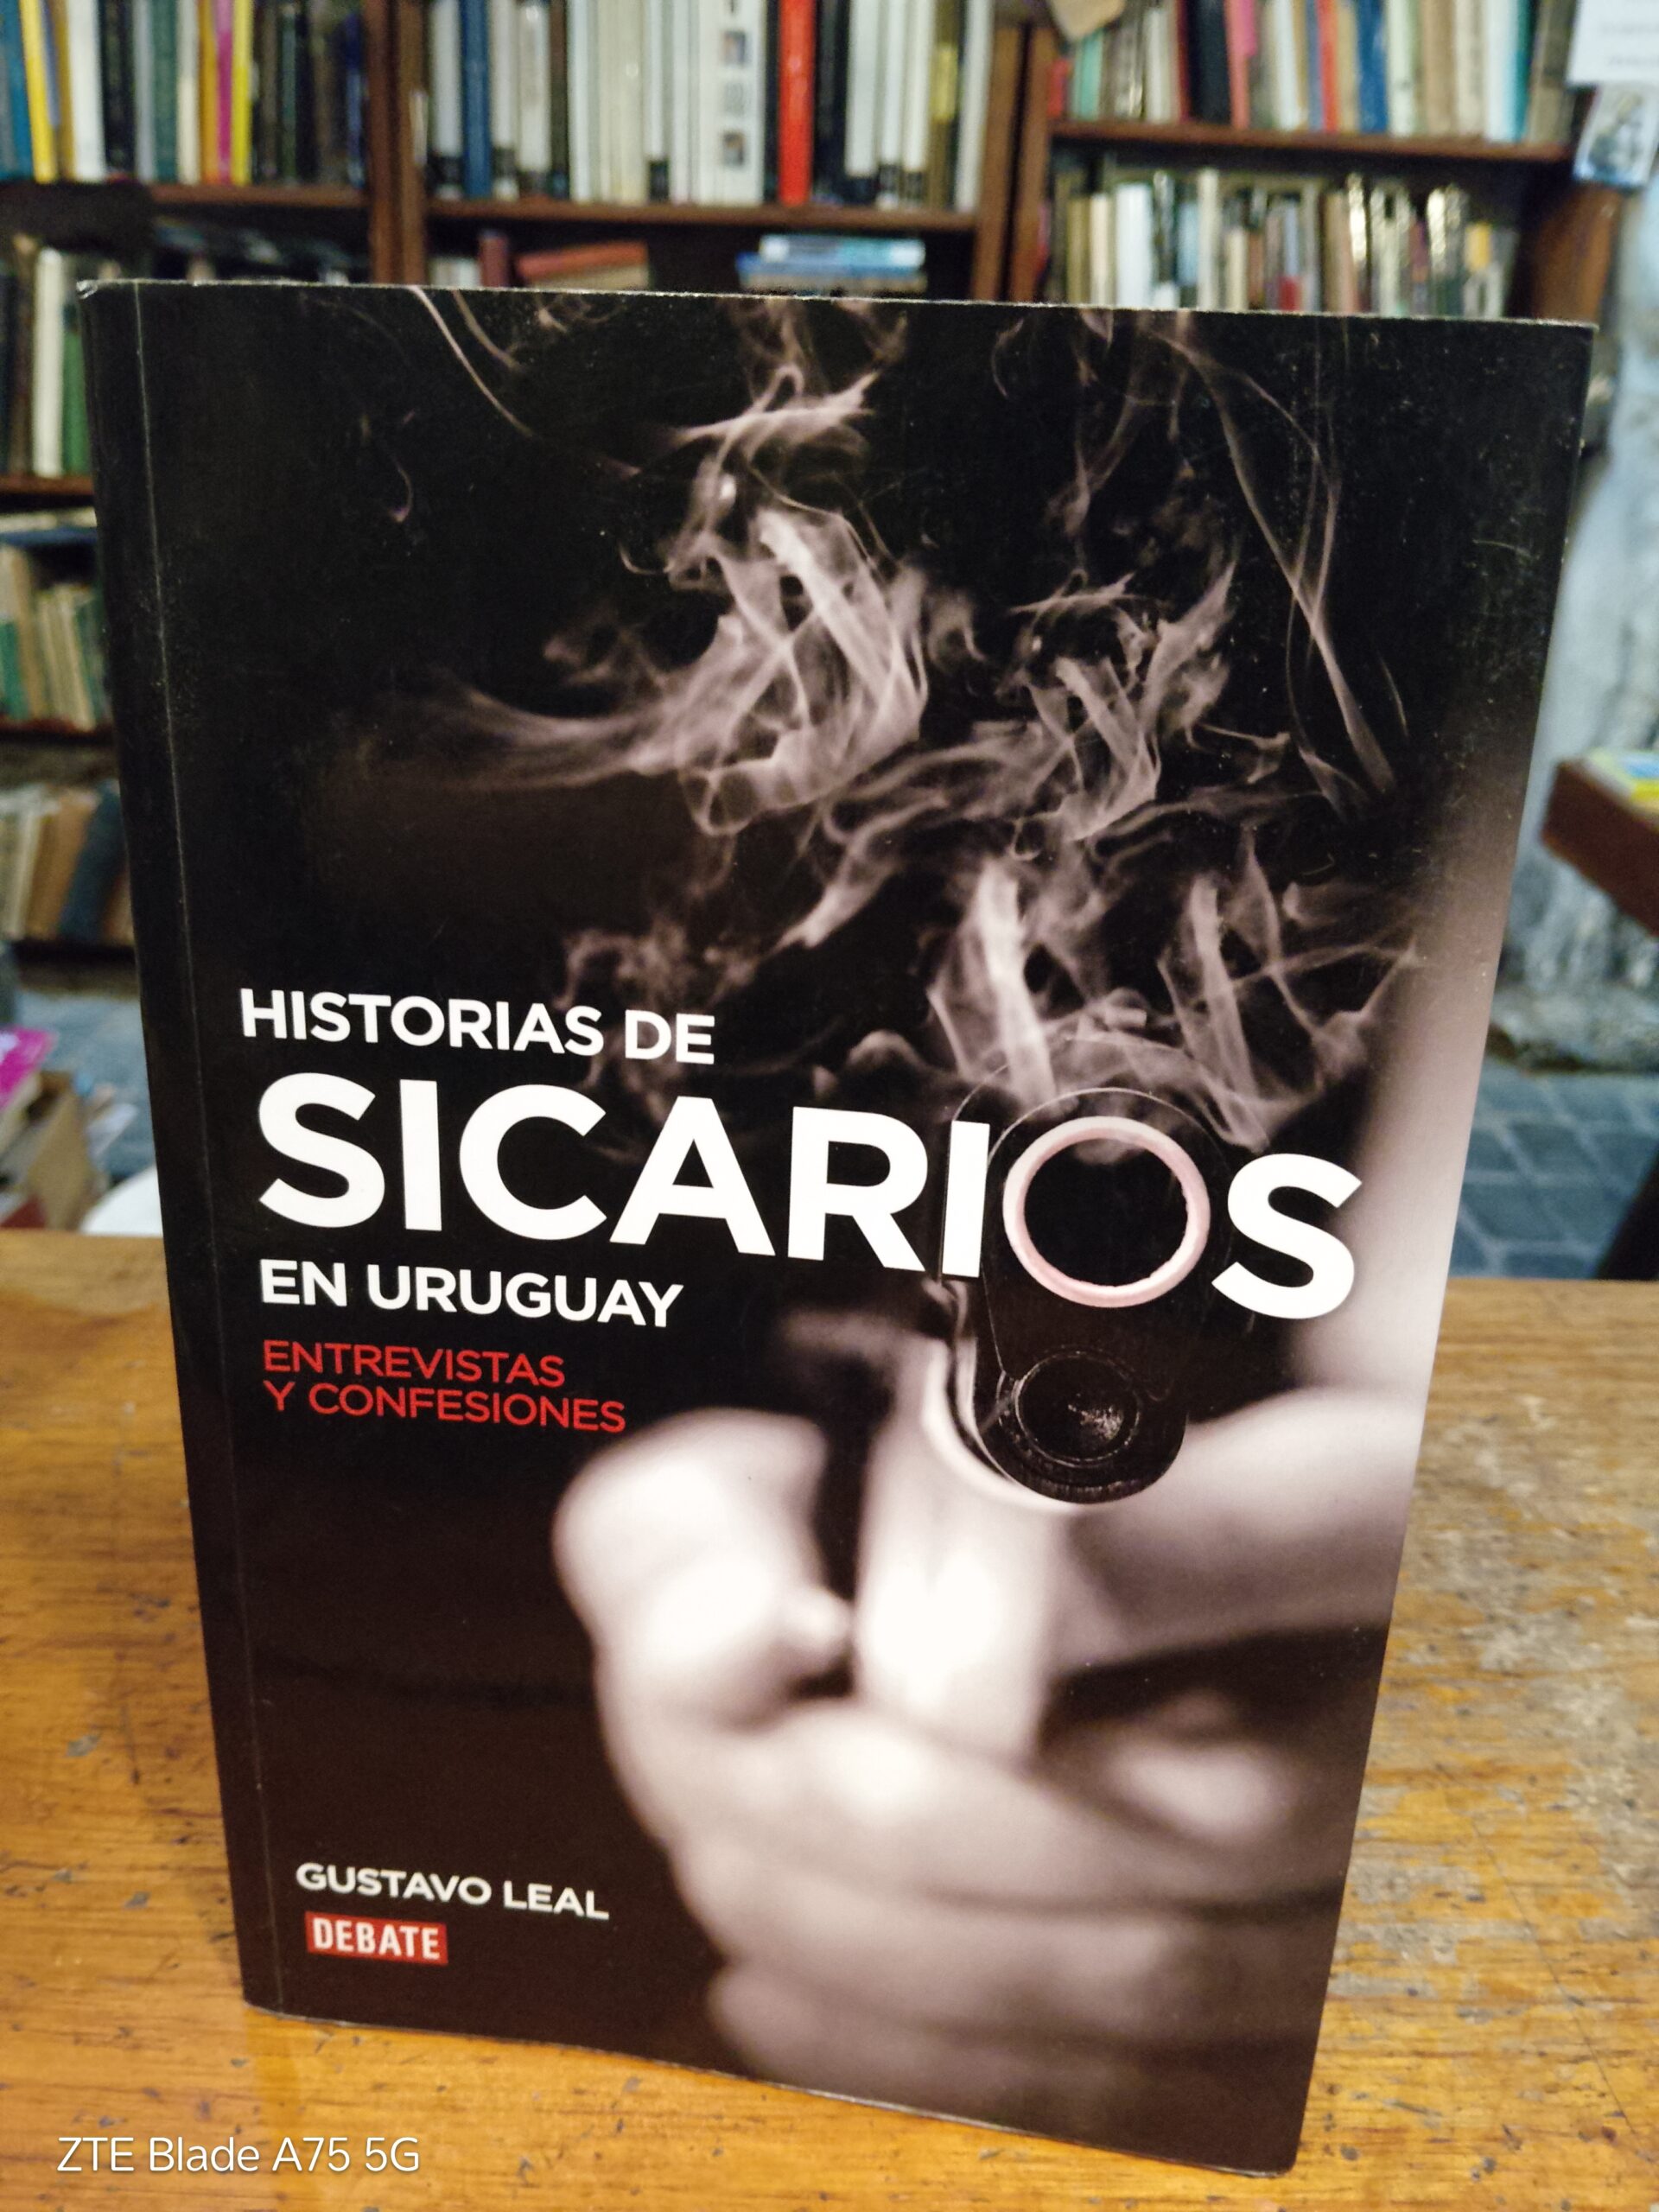 HISTORIAS DE
SICARIOS
EN URUGUAY
ENTREVISTAS
Y CONFESIONES
GUSTAVO LEAL
DEBATE
ZTE Blade A75 5G